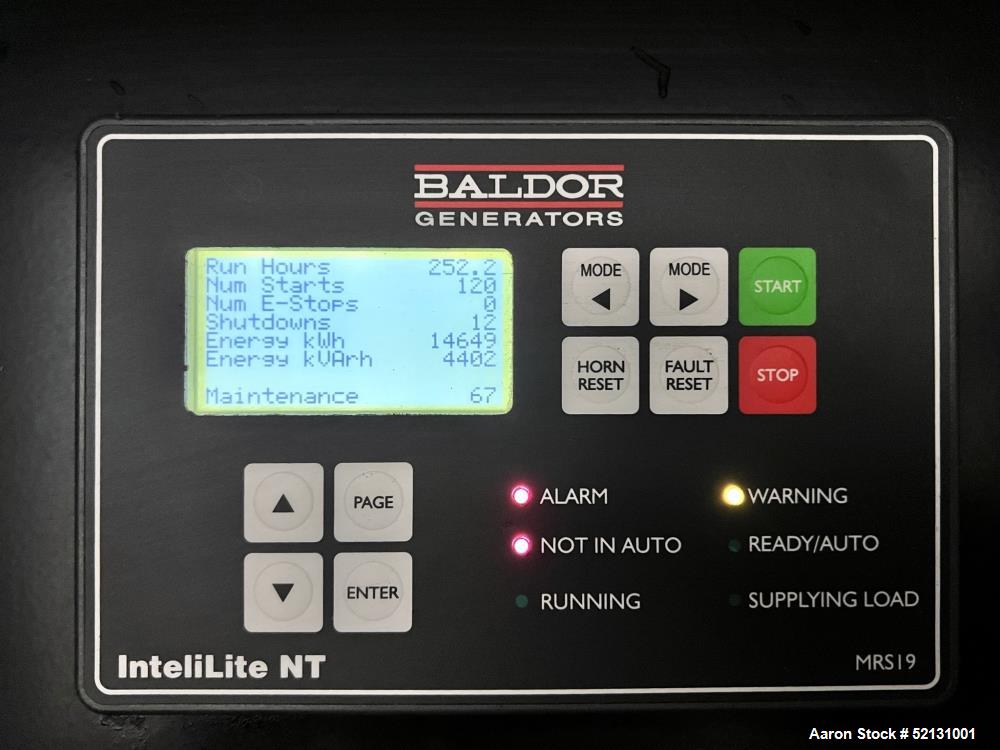 BALDOR
GENERATORS
Run Hours 252.2
Num Starts 120
Num E-Stops 0
Shutdowns 12
Energy kWh 14649
Energy kVArh 4402
Maintenance 67
MODE MODE START
HORN RESET FAULT RESET STOP
PAGE
ENTER
ALARM WARNING
NOT IN AUTO READY/AUTO
RUNNING SUPPLYING LOAD
InteliLite NT MRS19
Aaron Stock # 52131001